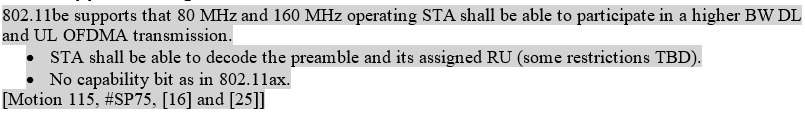 802.11be supports that 80 MHz and 160 MHz operating STA shall be able to participate in a higher BW DL
and UL OFDMA transmission.
• STA shall be able to decode the preamble and its assigned RU (some restrictions TBD).
• No capability bit as in 802.11ax.
[Motion 115, #SP75, [16] and [25]]